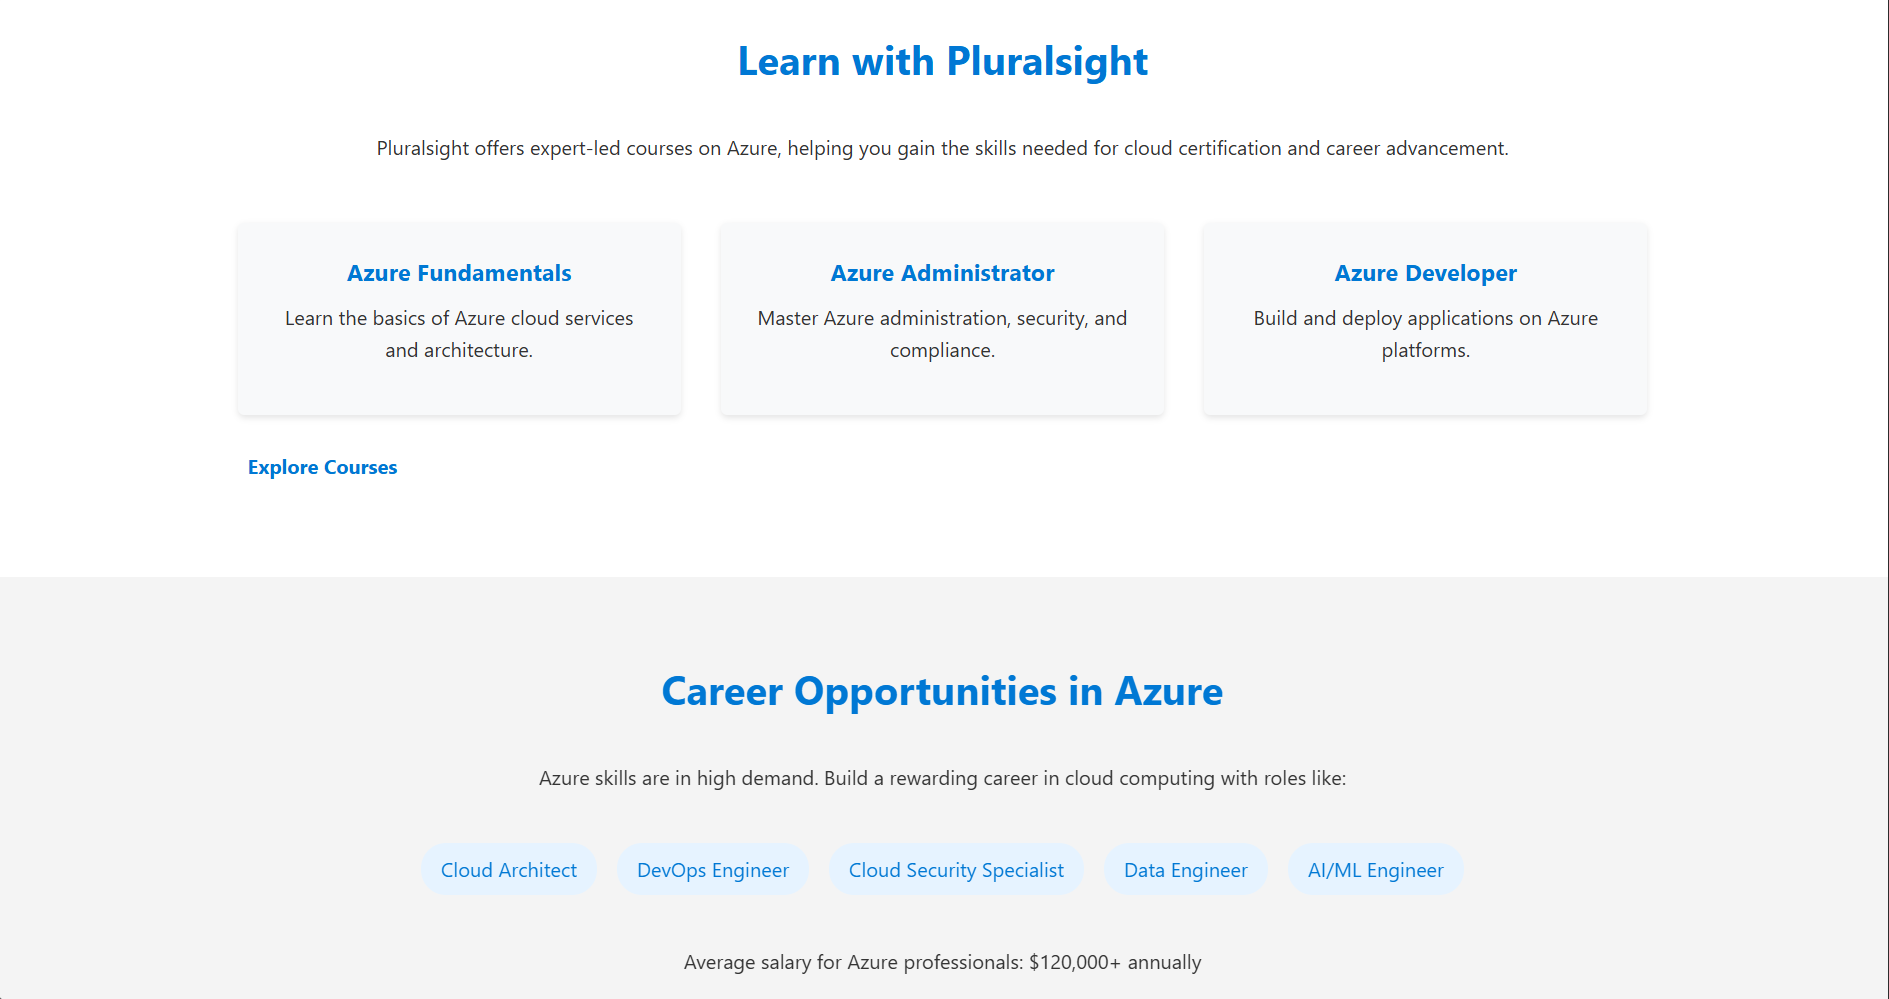 Learn with Pluralsight
Pluralsight offers expert-led courses on Azure, helping you gain the skills needed for cloud certification and career advancement.
Azure Fundamentals
Learn the basics of Azure cloud services
and architecture.
Azure Administrator
Master Azure administration, security, and
compliance.
Azure Developer
Build and deploy applications on Azure
platforms.
Explore Courses
Career Opportunities in Azure
Azure skills are in high demand. Build a rewarding career in cloud computing with roles like:
Cloud Architect
DevOps Engineer
Cloud Security Specialist
Data Engineer
AI/ML Engineer
Average salary for Azure professionals: $120,000+ annually